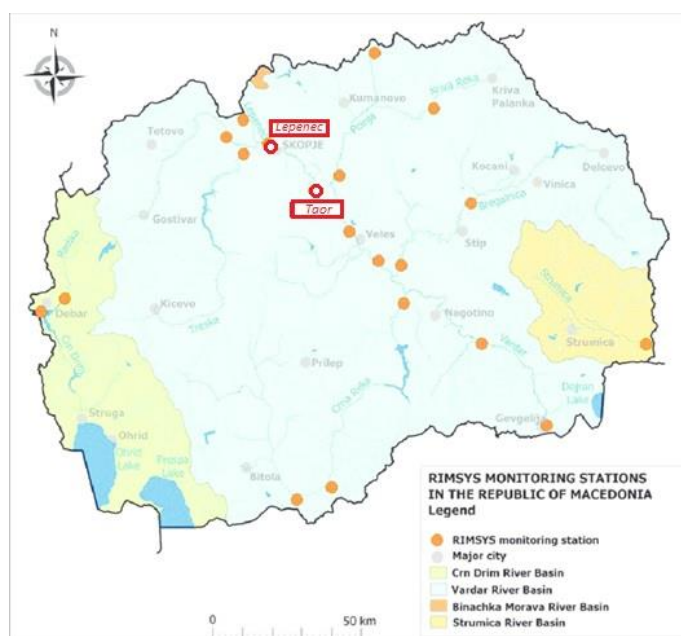 N
Kriva Reka
Kriva
Palanka
Kumanovo
Pcinja
Lepenec
SKOPJE
Tetovo
Kocani
Delcevo
Vinica
Bregalnica
Taor
Gostivar
Radika
Veles
Stip
Strumica
Debar
Kicevo
Treska
Negotino
Vardar
Strumica
Crn Drim
Prilep
Crna Reka
Dojran
Lake
Struga
Ohrid
Ohrid
Lake
Prespa
Lake
Gevgelija
Bitola
RIMSYS MONITORING STATIONS
IN THE REPUBLIC OF MACEDONIA
Legend
RIMSYS monitoring station
Major city
Crn Drim River Basin
Vardar River Basin
Binachka Morava River Basin
Strumica River Basin
0 50 km